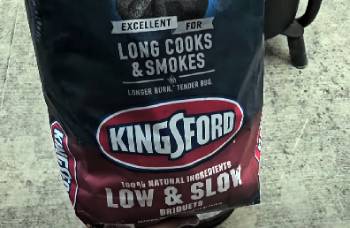 EXCELLENT FOR
LONG COOKS
& SMOKES
LONGER BURN. TENDER BBQ.
KINGSFORD
100% NATURAL INGREDIENTS
LOW & SLOW
BRIQUETS